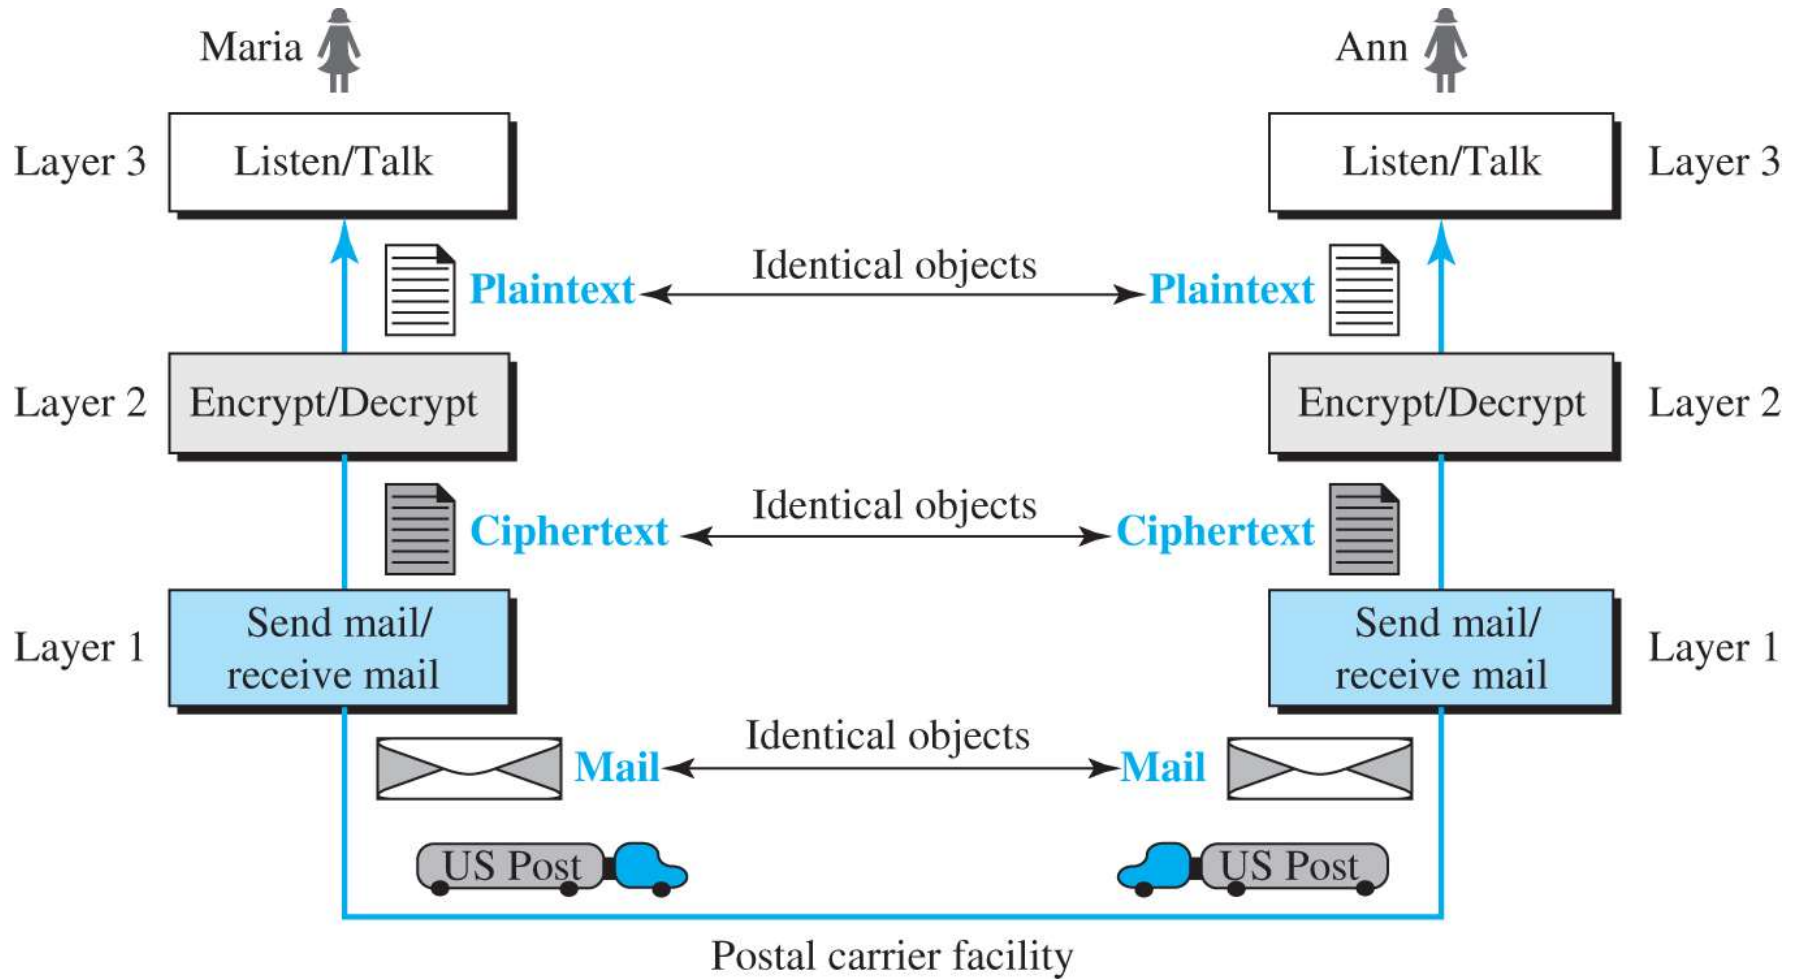 Maria
Ann
Layer 3
Listen/Talk
Listen/Talk
Layer 3
Plaintext
Identical objects
Plaintext
Layer 2
Encrypt/Decrypt
Encrypt/Decrypt
Layer 2
Ciphertext
Identical objects
Ciphertext
Layer 1
Send mail/
receive mail
Send mail/
receive mail
Layer 1
Mail
Identical objects
Mail
US Post
US Post
Postal carrier facility